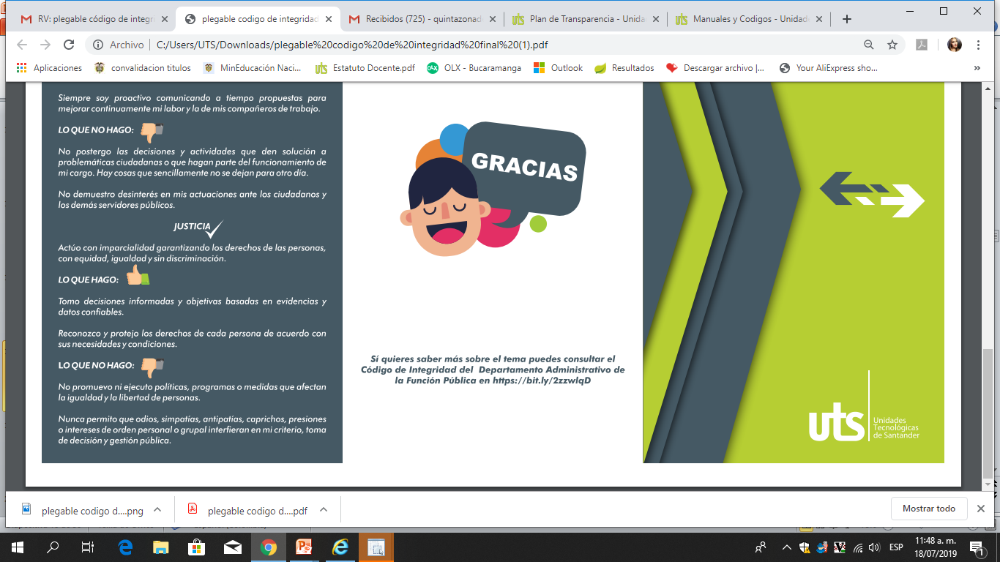 RV: plegable código de integr
plegable codigo de integridad
Recibidos (725) - quintazonad
Plan de Transparencia - Unida
Manuales y Codigos - Unidad
Archivo
C:/Users/UTS/Downloads/plegable%20codigo%20de%20integridad%20final%20(1).pdf
Aplicaciones
convalidacion titulos
MinEducación Naci...
Estatuto Docente.pdf
OLX - Bucaramanga
Outlook
Resultados
Descargar archivo |...
Your AliExpress sho...
»
Siempre soy proactivo comunicando a tiempo propuestas para
mejorar continuamente mi labor y la de mis compañeros de trabajo.
LO QUE NO HAGO:
No postergo las decisiones y actividades que den solución a
problemáticas ciudadanas o que hagan parte del funcionamiento de
mi cargo. Hay cosas que sencillamente no se dejan para otro día.
No demuestro desinterés en mis actuaciones ante los ciudadanos y
los demás servidores públicos.
JUSTICIA
Actúo con imparcialidad garantizando los derechos de las personas,
con equidad, igualdad y sin discriminación.
LO QUE HAGO:
Tomo decisiones informadas y objetivas basadas en evidencias y
datos confiables.
Reconozco y protejo los derechos de cada persona de acuerdo con
sus necesidades y condiciones.
LO QUE NO HAGO:
No promuevo ni ejecuto políticas, programas o medidas que afectan
la igualdad y la libertad de personas.
Nunca permito que odios, simpatías, antipatías, caprichos, presiones
o intereses de orden personal o grupal interfieran en mi criterio, toma
de decisión y gestión pública.
GRACIAS
Sí quieres saber más sobre el tema puedes consultar el
Código de Integridad del Departamento Administrativo de
la Función Pública en https://bit.ly/2zzwlqD
uts
Unidades
Tecnológicas
de Santander
plegable codigo d....png
plegable codigo d....pdf
Mostrar todo
ESP
11:48 a. m.
18/07/2019
1